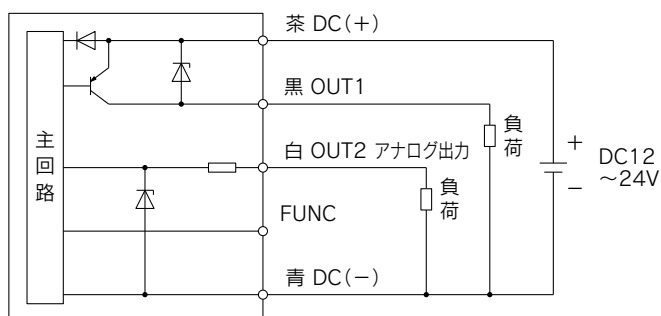 茶 DC(+)
黒 OUT1
主回路
負荷
白 OUT2 アナログ出力
負荷
+
−
DC12
～24V
FUNC
青 DC(−)